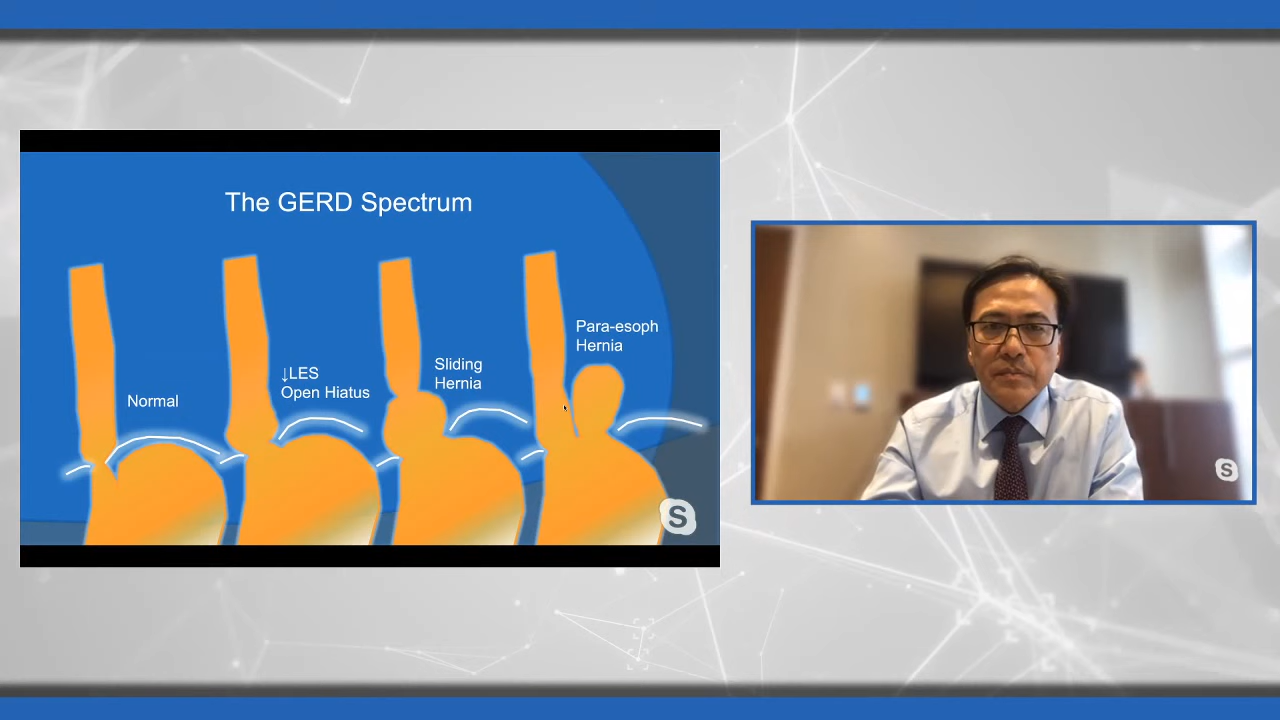 The GERD Spectrum
Normal
↓LES
Open Hiatus
Sliding
Hernia
Para-esoph
Hernia
S
S